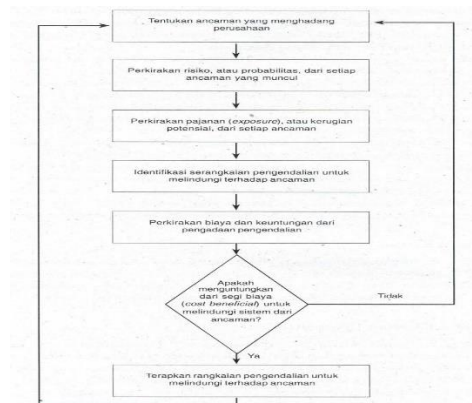 Tentukan ancaman yang menghadang
perusahaan
Perkirakan risiko, atau probabilitas, dari setiap
ancaman yang muncul
Perkirakan pajanan (exposure), atau kerugian
potensial, dari setiap ancaman
Identifikasi serangkaian pengendalian untuk
melindungi terhadap ancaman
Perkirakan biaya dan keuntungan dari
pengadaan pengendalian
Apakah
menguntungkan
dari segi biaya
(cost beneficial) untuk
melindungi sistem dari
ancaman?
Tidak
Ya
Terapkan rangkaian pengendalian untuk
melindungi terhadap ancaman